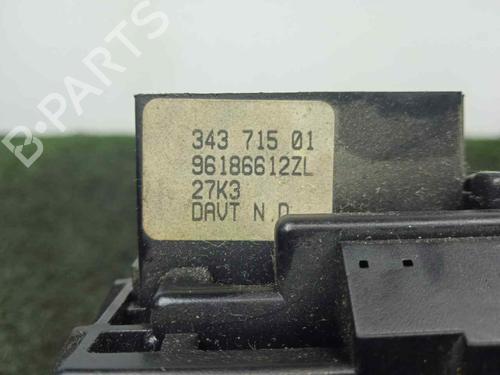 B-PARTS
343 715 01
96186612ZL
27K3
DAVT N.D